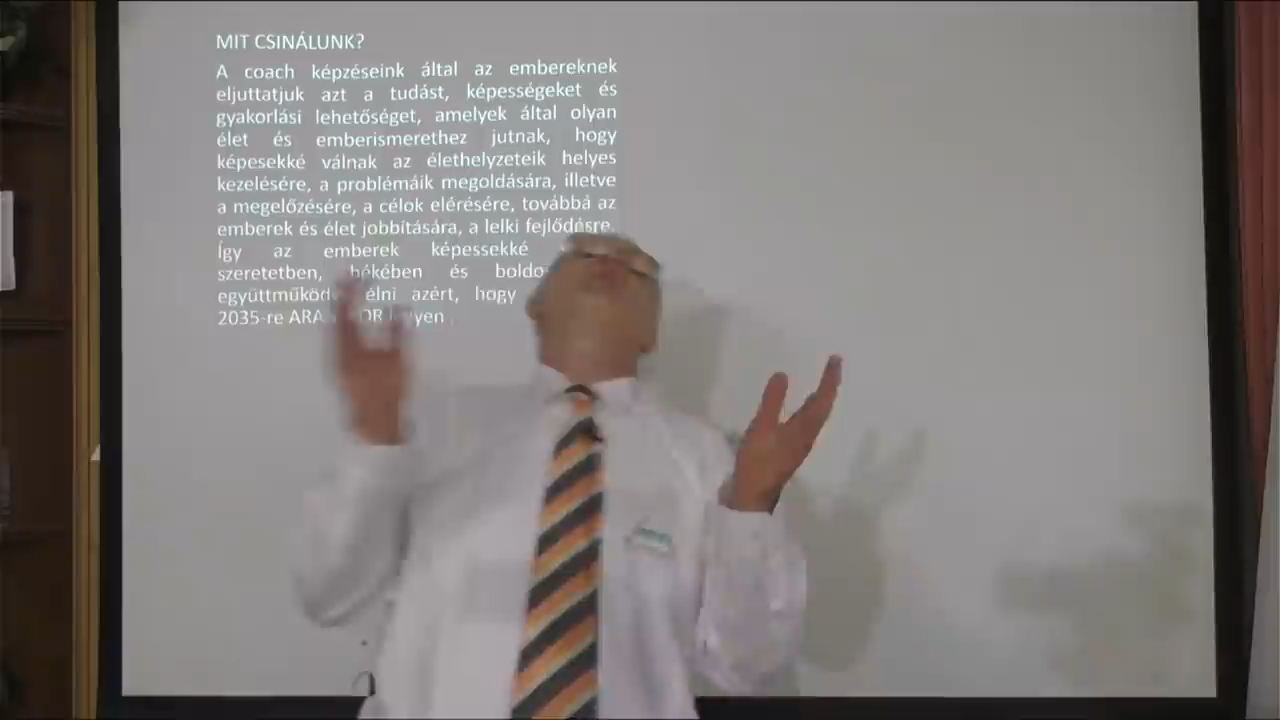 MIT CSINÁLUNK?
A coach képzéseink által az embereknek
eljuttatjuk azt a tudást, képességeket és
gyakorlási lehetőséget, amelyek által olyan
élet és emberismerethez jutnak, hogy
képesekké válnak az élethelyzeteik helyes
kezelésére, a problémáik megoldására, illetve
a megelőzésére, a célok elérésére, továbbá az
emberek és élet jobbítására, a lelki fejlődésre.
Így az emberek képessekké
szeretetben, békében és
élni azért, hogy
2035-re